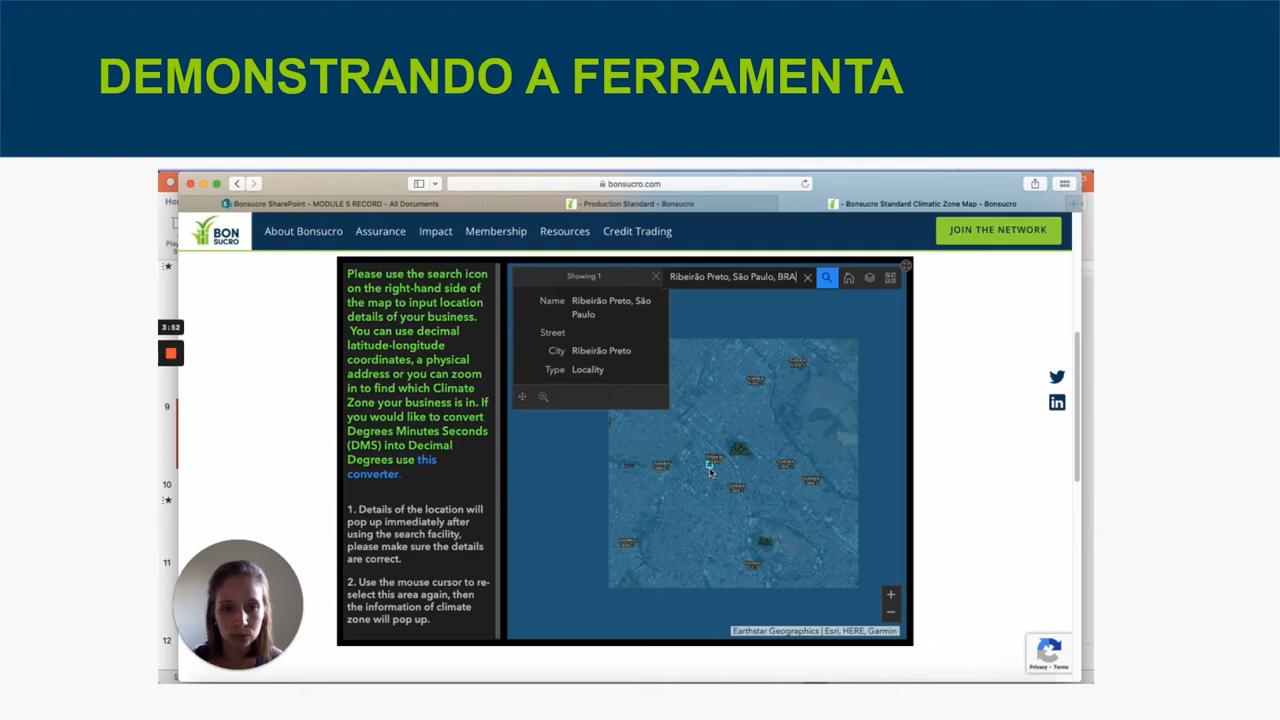 DEMONSTRANDO A FERRAMENTA
bonsucro.com
Bonsucro SharePoint - MODULE 5 RECORD - All Documents
- Production Standard - Bonsucro
- Bonsucro Standard Climatic Zone Map - Bonsucro
BON
SUCRO
About Bonsucro
Assurance
Impact
Membership
Resources
Credit Trading
JOIN THE NETWORK
Please use the search icon
on the right-hand side of
the map to input location
details of your business.
You can use decimal
latitude-longitude
coordinates, a physical
address or you can zoom
in to find which Climate
Zone your business is in. If
you would like to convert
Degrees Minutes Seconds
(DMS) into Decimal
Degrees use this
converter.
1. Details of the location will
pop up immediately after
using the search facility,
please make sure the details
are correct.
2. Use the mouse cursor to re-
select this area again, then
the information of climate
zone will pop up.
Showing 1
Ribeirão Preto, São Paulo, BRA
Name Ribeirão Preto, São
Paulo
Street
City Ribeirão Preto
Type Locality
Earthstar Geographics | Esri, HERE, Garmin
3:52
9
10
11
12
Privacy - Terms